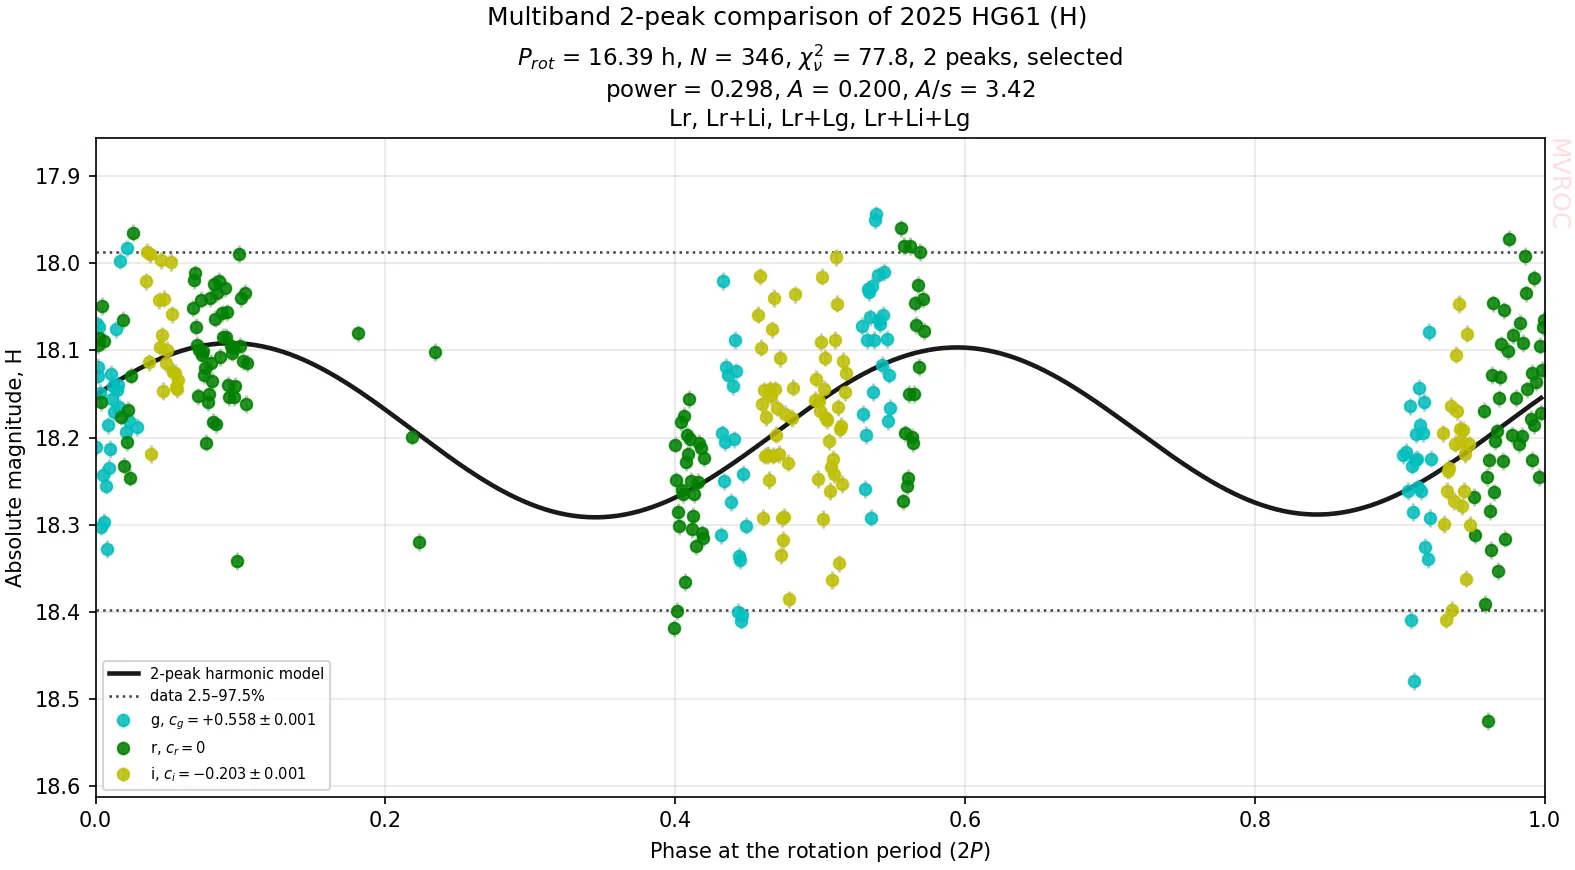 Multiband 2-peak comparison of 2025 HG61 (H)
P_rot = 16.39 h, N = 346, χ²_ν = 77.8, 2 peaks, selected
power = 0.298, A = 0.200, A/s = 3.42
Lr, Lr+Li, Lr+Lg, Lr+Li+Lg
MVROC
Absolute magnitude, H
17.9
18.0
18.1
18.2
18.3
18.4
18.5
18.6
2-peak harmonic model
data 2.5–97.5%
g, c_g = +0.558 ± 0.001
r, c_r = 0
i, c_i = −0.203 ± 0.001
0.0 0.2 0.4 0.6 0.8 1.0
Phase at the rotation period (2P)